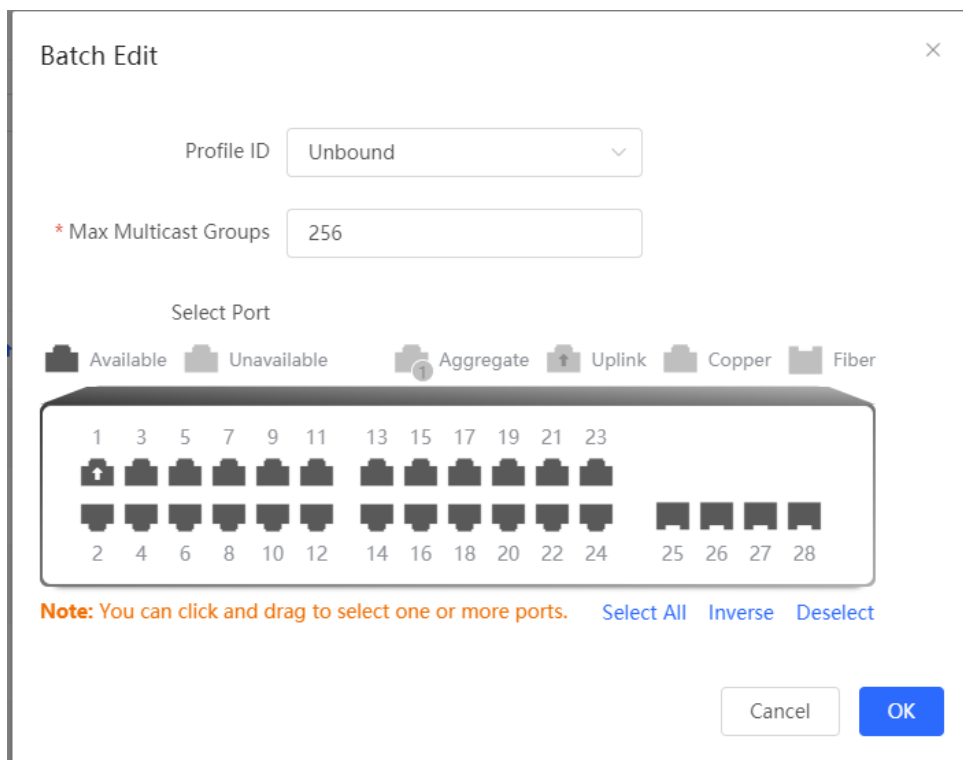 Batch Edit
Profile ID Unbound
* Max Multicast Groups 256
Select Port
Available Unavailable 1 Aggregate Uplink Copper Fiber
1 3 5 7 9 11 13 15 17 19 21 23
2 4 6 8 10 12 14 16 18 20 22 24 25 26 27 28
Note: You can click and drag to select one or more ports. Select All Inverse Deselect
Cancel OK